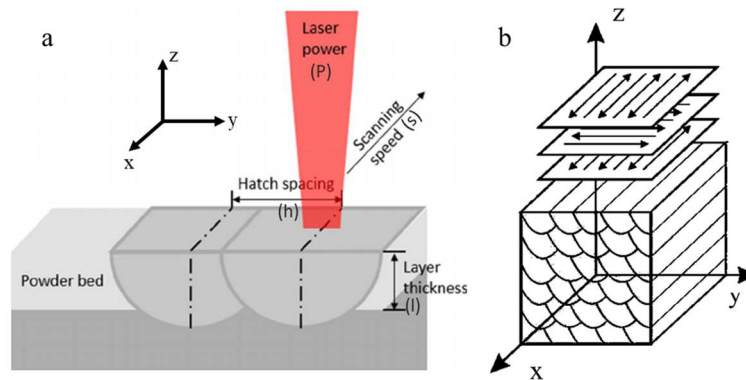 a
z
y
x
Laser
power
(P)
Scanning
speed (s)
Hatch spacing
(h)
Powder bed
Layer
thickness
(l)
b
z
y
x